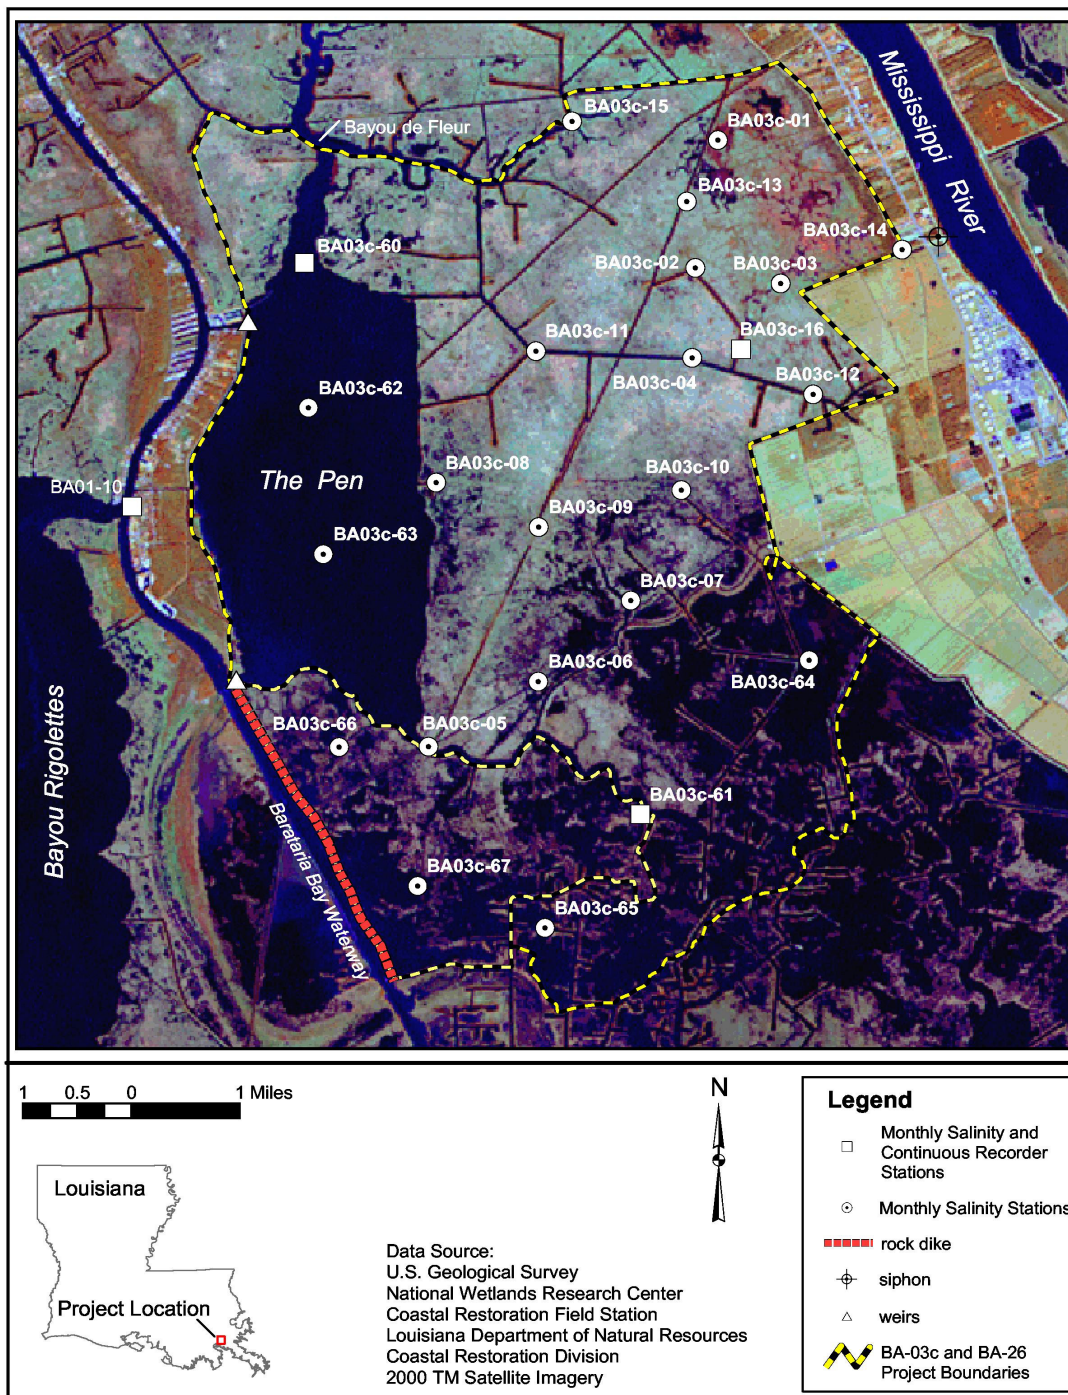 Mississippi River
BA03c-15
BA03c-01
Bayou de Fleur
BA03c-13
BA03c-14
BA03c-60
BA03c-02
BA03c-03
BA03c-11
BA03c-16
BA03c-04
BA03c-12
BA03c-62
BA03c-08
BA03c-10
The Pen
BA01-10
BA03c-09
BA03c-63
BA03c-07
BA03c-06
BA03c-64
BA03c-66
BA03c-05
Bayou Rigolettes
BA03c-61
Barataria Bay Waterway
BA03c-67
BA03c-65
1 0.5 0 1 Miles
N
Louisiana
Project Location
Data Source:
U.S. Geological Survey
National Wetlands Research Center
Coastal Restoration Field Station
Louisiana Department of Natural Resources
Coastal Restoration Division
2000 TM Satellite Imagery
Legend
Monthly Salinity and
Continuous Recorder
Stations
Monthly Salinity Stations
rock dike
siphon
weirs
BA-03c and BA-26
Project Boundaries